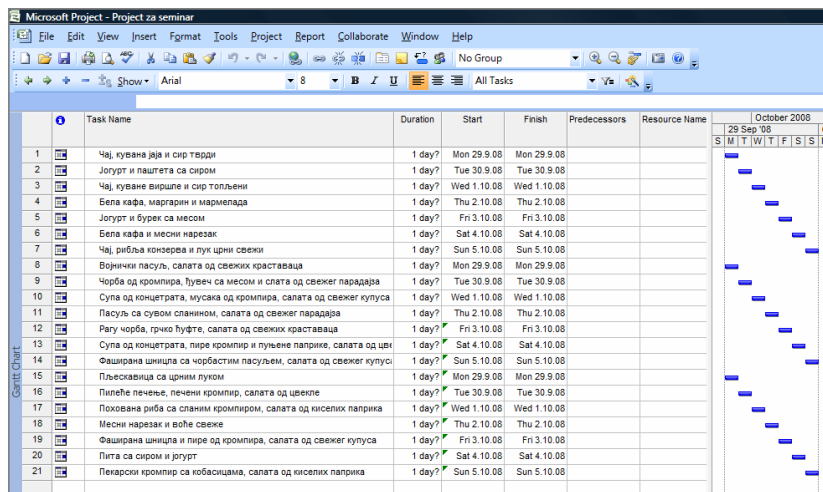 Microsoft Project - Project za seminar
File Edit View Insert Format Tools Project Report Collaborate Window Help
No Group
Show Arial 8 B I U All Tasks
Task Name Duration Start Finish Predecessors Resource Name October 2008
29 Sep '08
S M T W T F S S
1 Чај, кувана јаја и сир тврди 1 day? Mon 29.9.08 Mon 29.9.08
2 Јогурт и паштета са сиром 1 day? Tue 30.9.08 Tue 30.9.08
3 Чај, куване виршле и сир топљени 1 day? Wed 1.10.08 Wed 1.10.08
4 Бела кафа, маргарин и мармелада 1 day? Thu 2.10.08 Thu 2.10.08
5 Јогурт и бурек са месом 1 day? Fri 3.10.08 Fri 3.10.08
6 Бела кафа и месни нарезак 1 day? Sat 4.10.08 Sat 4.10.08
7 Чај, рибља конзерва и лук црни свежи 1 day? Sun 5.10.08 Sun 5.10.08
8 Војнички пасуљ, салата од свежих краставаца 1 day? Mon 29.9.08 Mon 29.9.08
9 Чорба од кромпира, ђувеч са месом и слата од свежег парадајза 1 day? Tue 30.9.08 Tue 30.9.08
10 Супа од концетрата, мусака од кромпира, салата од свежег купуса 1 day? Wed 1.10.08 Wed 1.10.08
11 Пасуљ са сувом сланином, салата од свежег парадајза 1 day? Thu 2.10.08 Thu 2.10.08
12 Рагу чорба, грчко ћуфте, салата од свежих краставаца 1 day? Fri 3.10.08 Fri 3.10.08
13 Супа од концетрата, пире кромпир и пуњене паприке, салата од цве 1 day? Sat 4.10.08 Sat 4.10.08
14 Фаширана шницла са чорбастим пасуљем, салата од свежег купус 1 day? Sun 5.10.08 Sun 5.10.08
15 Пљескавица са црним луком 1 day? Mon 29.9.08 Mon 29.9.08
16 Пилеће печење, печени кромпир, салата од цвекле 1 day? Tue 30.9.08 Tue 30.9.08
17 Похована риба са сланим кромпиром, салата од киселих паприка 1 day? Wed 1.10.08 Wed 1.10.08
18 Месни нарезак и воће свеже 1 day? Thu 2.10.08 Thu 2.10.08
19 Фаширана шницла и пире од кромпира, салата од свежег купуса 1 day? Fri 3.10.08 Fri 3.10.08
20 Пита са сиром и јогурт 1 day? Sat 4.10.08 Sat 4.10.08
21 Пекарски кромпир са кобасицама, салата од киселих паприка 1 day? Sun 5.10.08 Sun 5.10.08
Gantt Chart